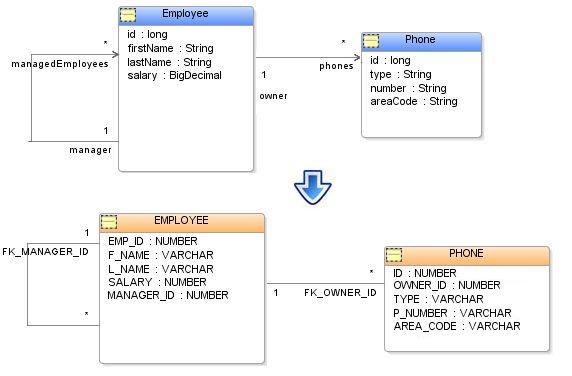 Employee
id : long
firstName : String
lastName : String
salary : BigDecimal
*
managedEmployees
1
manager
1
owner
*
phones
Phone
id : long
type : String
number : String
areaCode : String
EMPLOYEE
EMP_ID : NUMBER
F_NAME : VARCHAR
L_NAME : VARCHAR
SALARY : NUMBER
MANAGER_ID : NUMBER
1
FK_MANAGER_ID
*
1
FK_OWNER_ID
*
PHONE
ID : NUMBER
OWNER_ID : NUMBER
TYPE : VARCHAR
P_NUMBER : VARCHAR
AREA_CODE : VARCHAR